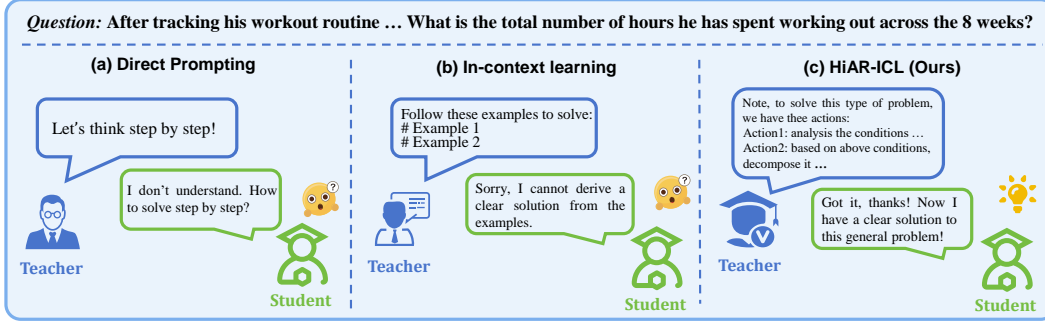 Question: After tracking his workout routine … What is the total number of hours he has spent working out across the 8 weeks?
(a) Direct Prompting
Let's think step by step!
I don't understand. How
to solve step by step?
?
Teacher
Student
(b) In-context learning
Follow these examples to solve:
# Example 1
# Example 2
Sorry, I cannot derive a
clear solution from the
examples.
?
Teacher
Student
(c) HiAR-ICL (Ours)
Note, to solve this type of problem,
we have thee actions:
Action1: analysis the conditions …
Action2: based on above conditions,
decompose it …
Got it, thanks! Now I
have a clear solution to
this general problem!
V
Teacher
Student